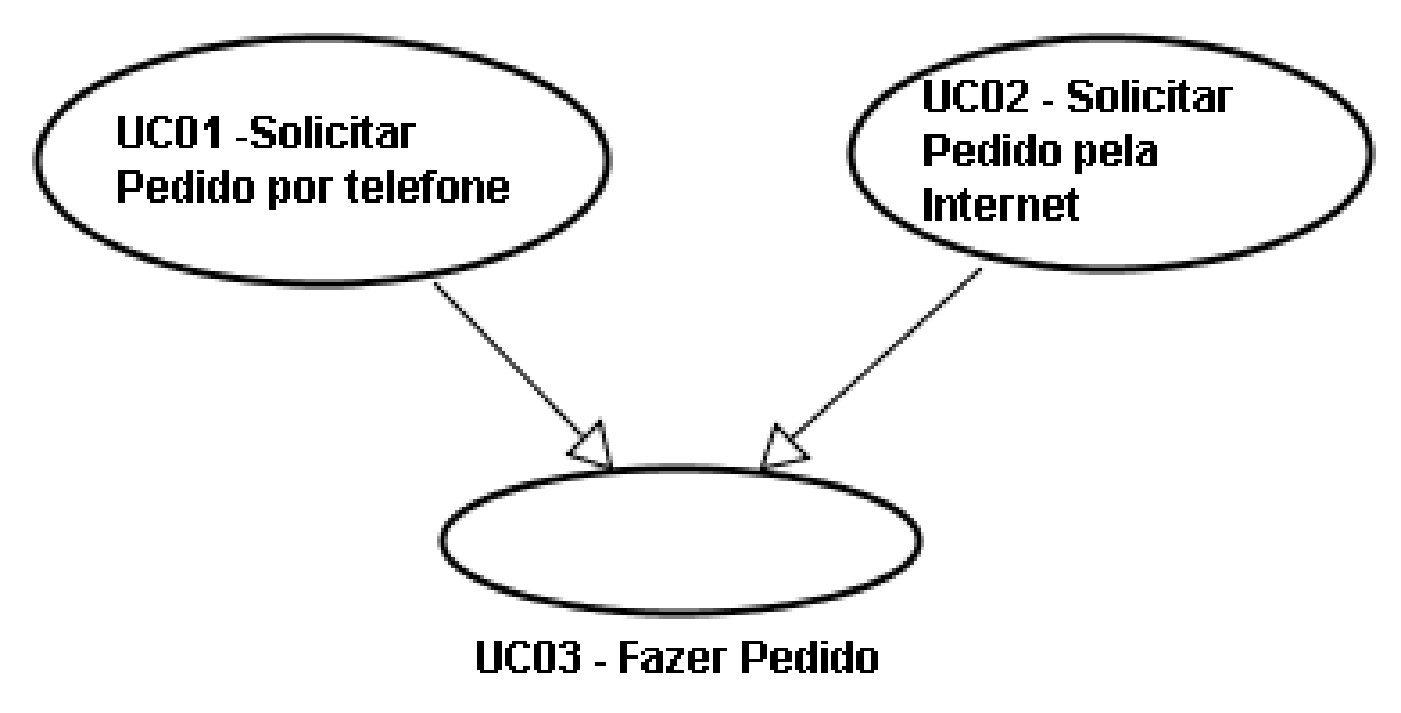 UC01 -Solicitar
Pedido por telefone
UC02 - Solicitar
Pedido pela
Internet
UC03 - Fazer Pedido